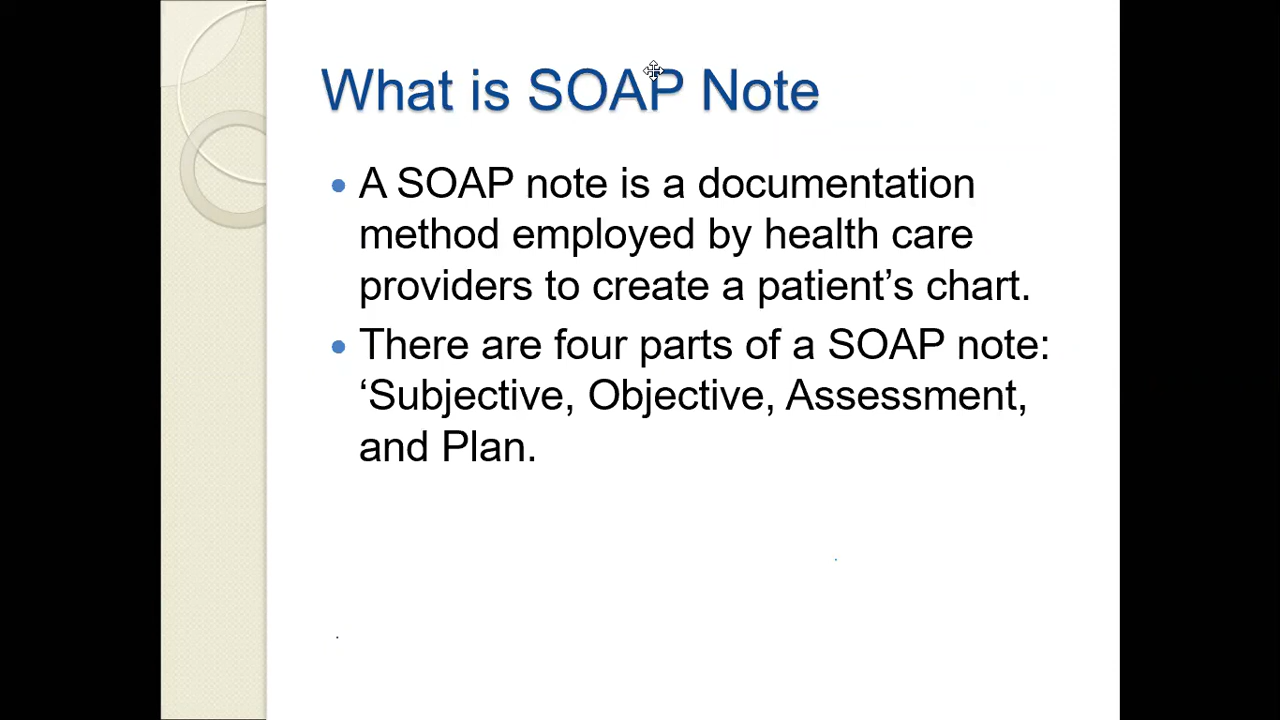 What is SOAP Note
• A SOAP note is a documentation
method employed by health care
providers to create a patient’s chart.
• There are four parts of a SOAP note:
‘Subjective, Objective, Assessment,
and Plan.